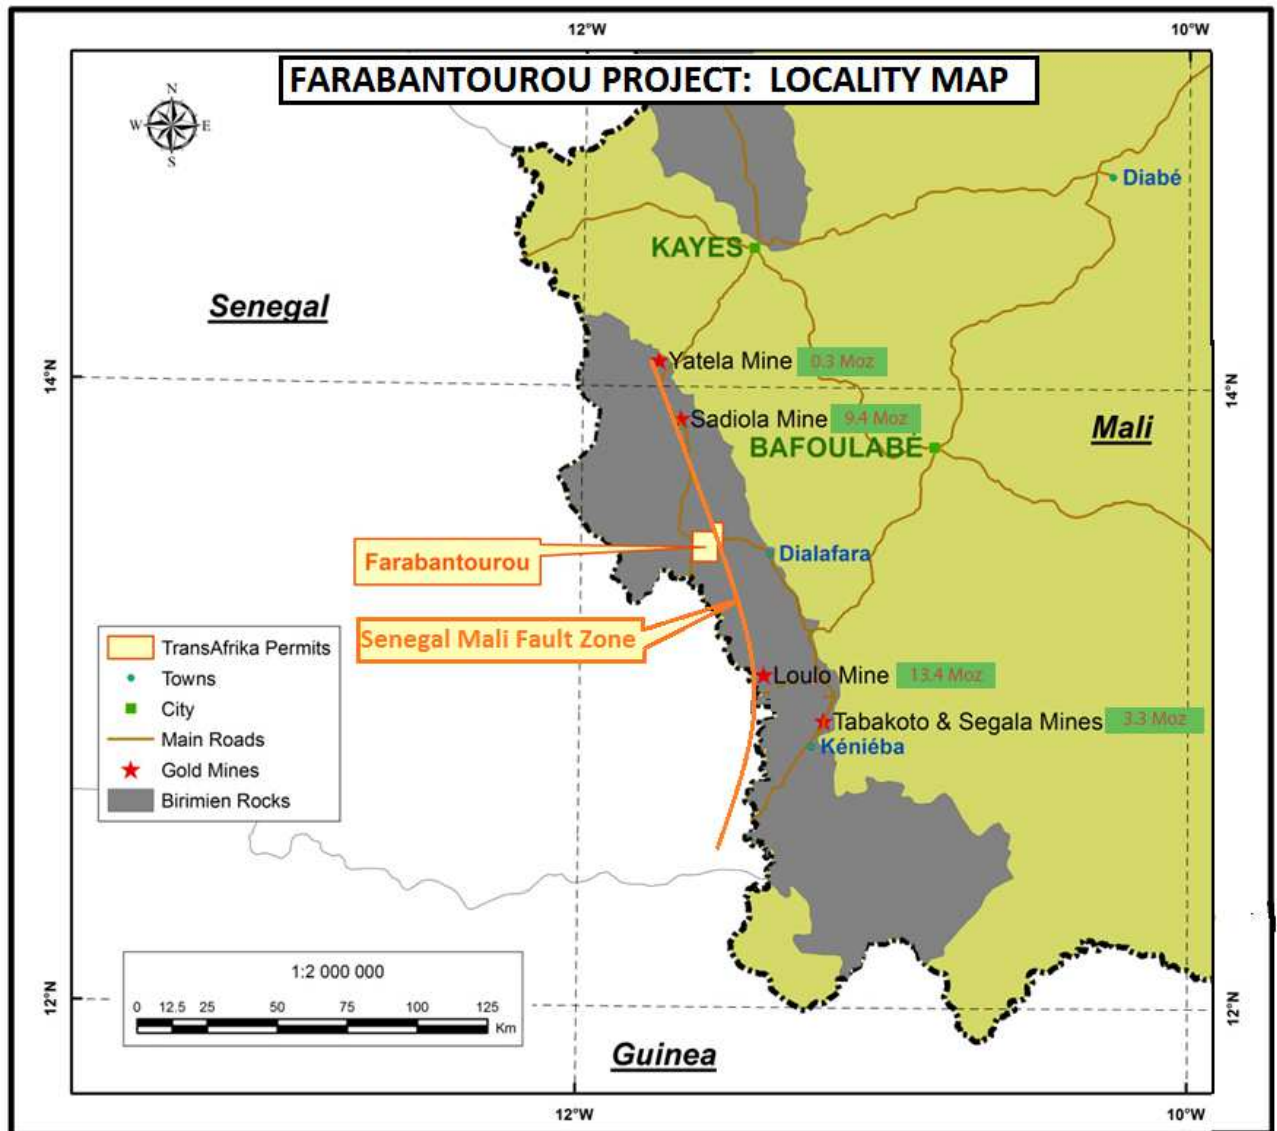 12°W
10°W
FARABANTOUROU PROJECT: LOCALITY MAP
N
W
E
S
Diabé
KAYES
Senegal
Yatela Mine
0.3 Moz
14°N
14°N
Sadiola Mine
9.4 Moz
Mali
BAFOULABÉ
Farabantourou
Dialafara
Senegal Mali Fault Zone
TransAfrika Permits
Towns
City
Main Roads
Gold Mines
Birimien Rocks
Loulo Mine
13.4 Moz
Tabakoto & Segala Mines
3.3 Moz
Kéniéba
1:2 000 000
0 12.5 25 50 75 100 125
Km
12°N
12°N
Guinea
12°W
10°W